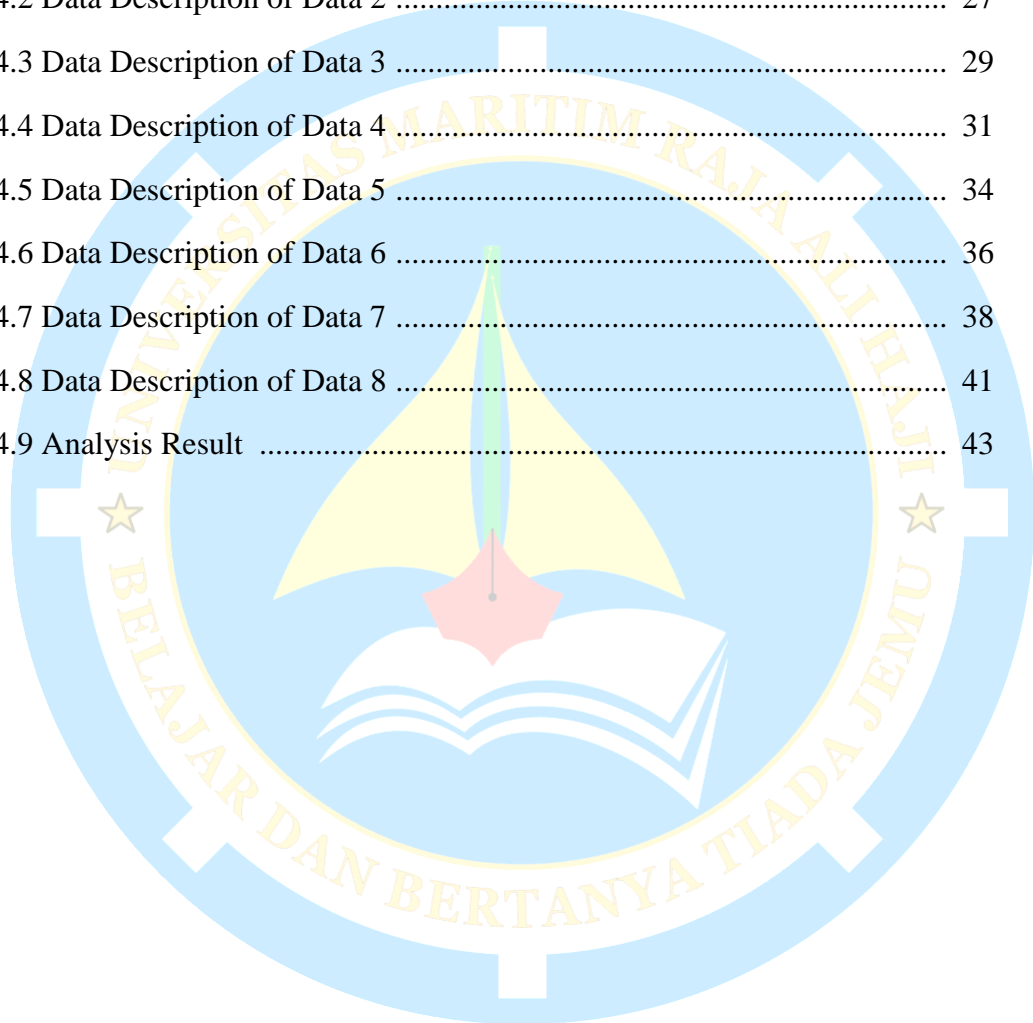 4.2 Data Description of Data 2 .................................................................... 27
4.3 Data Description of Data 3 .................................................................... 29
4.4 Data Description of Data 4 .................................................................... 31
4.5 Data Description of Data 5 .................................................................... 34
4.6 Data Description of Data 6 .................................................................... 36
4.7 Data Description of Data 7 .................................................................... 38
4.8 Data Description of Data 8 .................................................................... 41
4.9 Analysis Result .................................................................................... 43
UNIVERSITAS MARITIM RAJA ALI HAJI
BELAJAR DAN BERTANYA TIADA JEMU